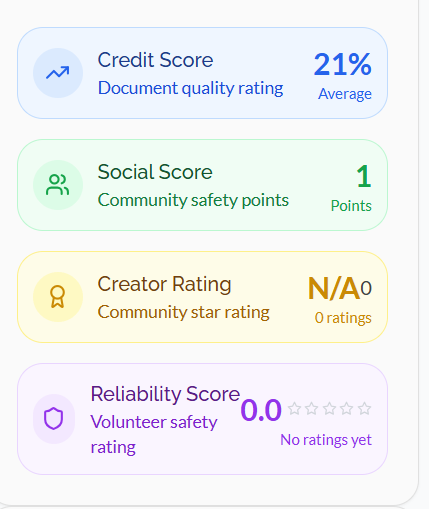 Credit Score
Document quality rating
21%
Average
Social Score
Community safety points
1
Points
Creator Rating
Community star rating
N/A0
0 ratings
Reliability Score
Volunteer safety
rating
0.0
No ratings yet